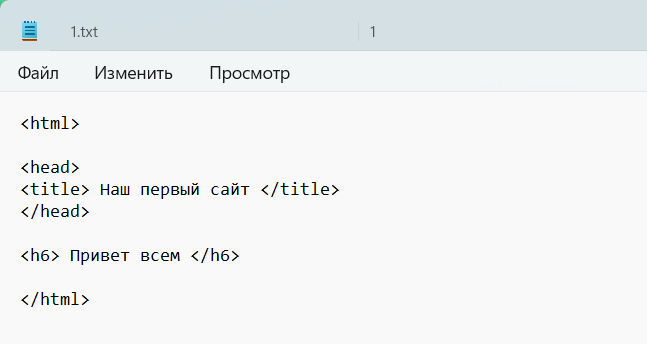 1.txt 1
Файл Изменить Просмотр
<html>
<head>
<title> Наш первый сайт </title>
</head>
<h6> Привет всем </h6>
</html>